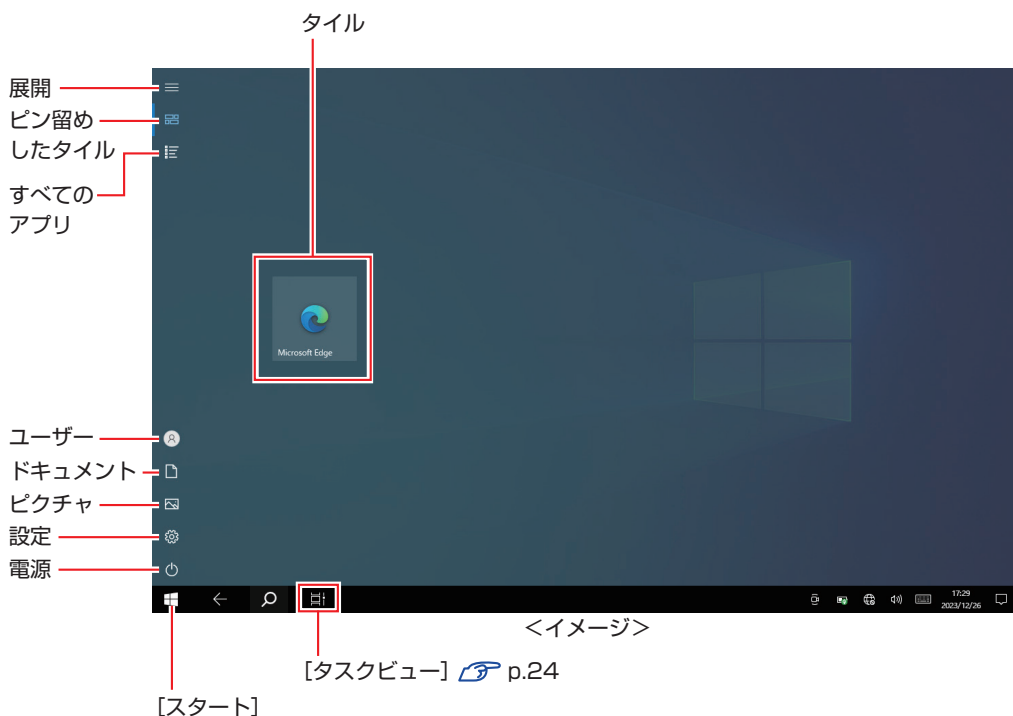 タイル
展開
ピン留め
したタイル
すべての
アプリ
Microsoft Edge
ユーザー
ドキュメント
ピクチャ
設定
電源
17:29
2023/12/26
＜イメージ＞
[タスクビュー] p.24
[スタート]